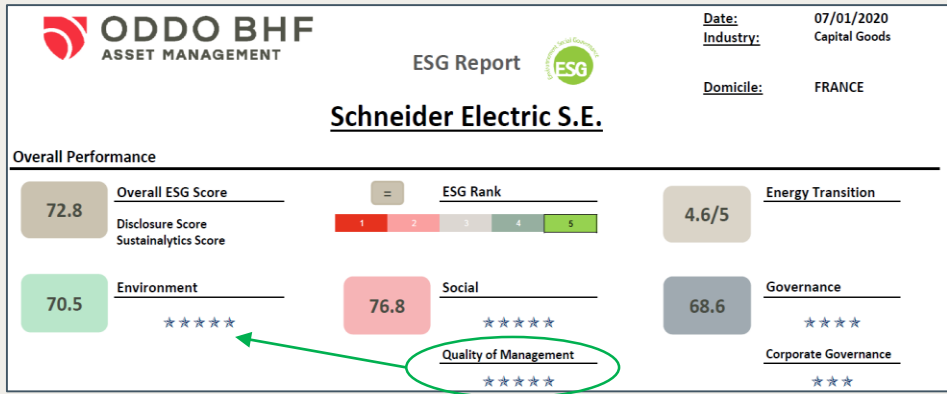 ODDO BHF
ASSET MANAGEMENT
ESG Report
ESG
Date: 07/01/2020
Industry: Capital Goods
Domicile: FRANCE
Schneider Electric S.E.
Overall Performance
72.8
Overall ESG Score
Disclosure Score
Sustainalytics Score
=
ESG Rank
1 2 3 4 5
4.6/5
Energy Transition
70.5
Environment
76.8
Social
68.6
Governance
Quality of Management
Corporate Governance